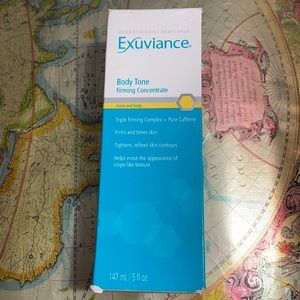 DERMATOLOGIST DEVELOPED
Exuviance®
Body Tone
Firming Concentrate
hand and body
Triple Firming Complex + Pure Caffeine
Firms and tones skin
Tightens, refines skin contours
Helps erase the appearance of
crepe-like texture
147 mL / 5 fl oz